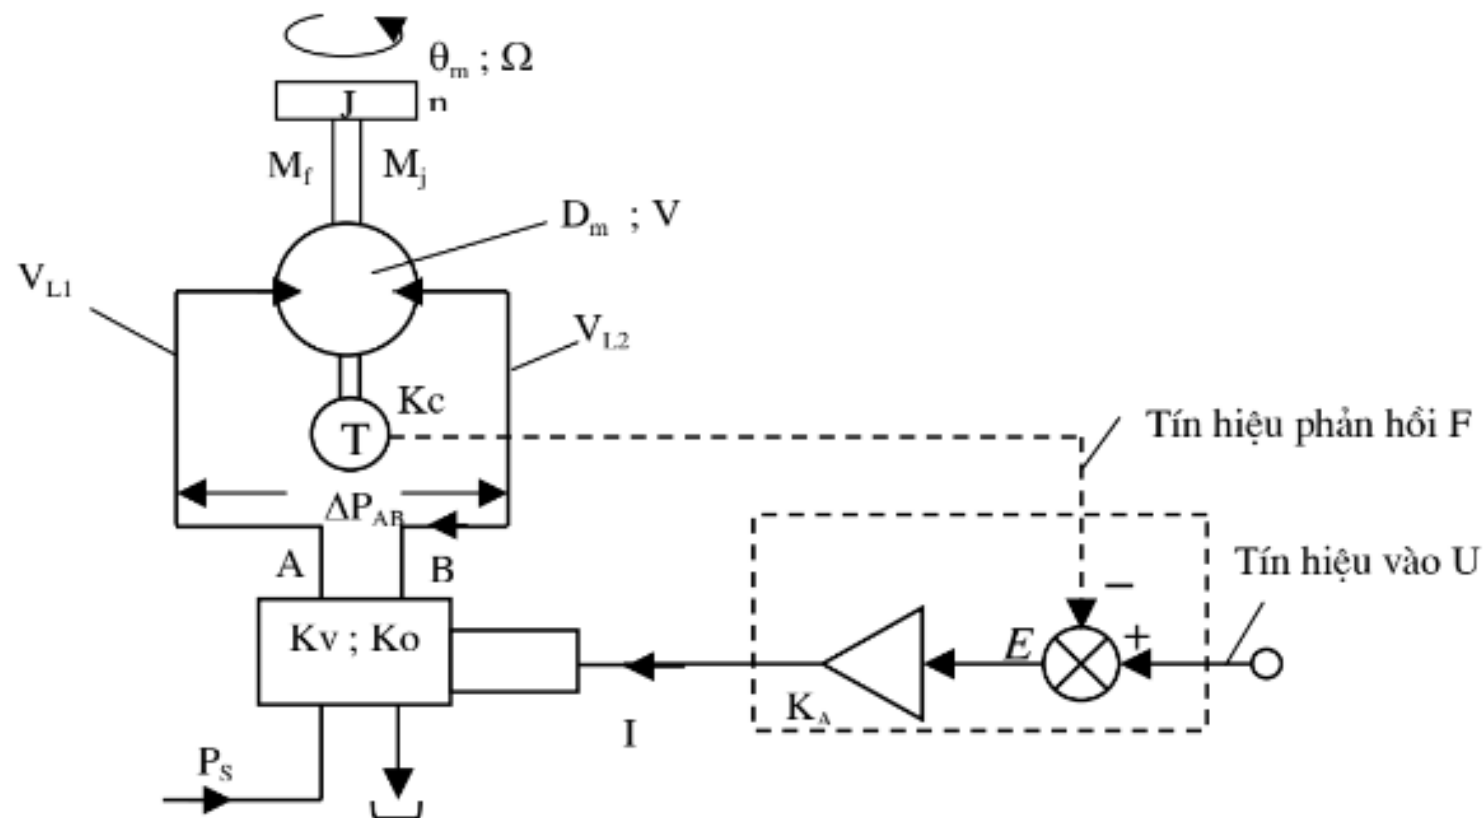 θm ; Ω
J n
Mf Mj
Dm ; V
VL1
VL2
Kc
T
Tín hiệu phản hồi F
ΔPAB
A B
Tín hiệu vào U
Kv ; Ko
E
+
−
KA
I
PS